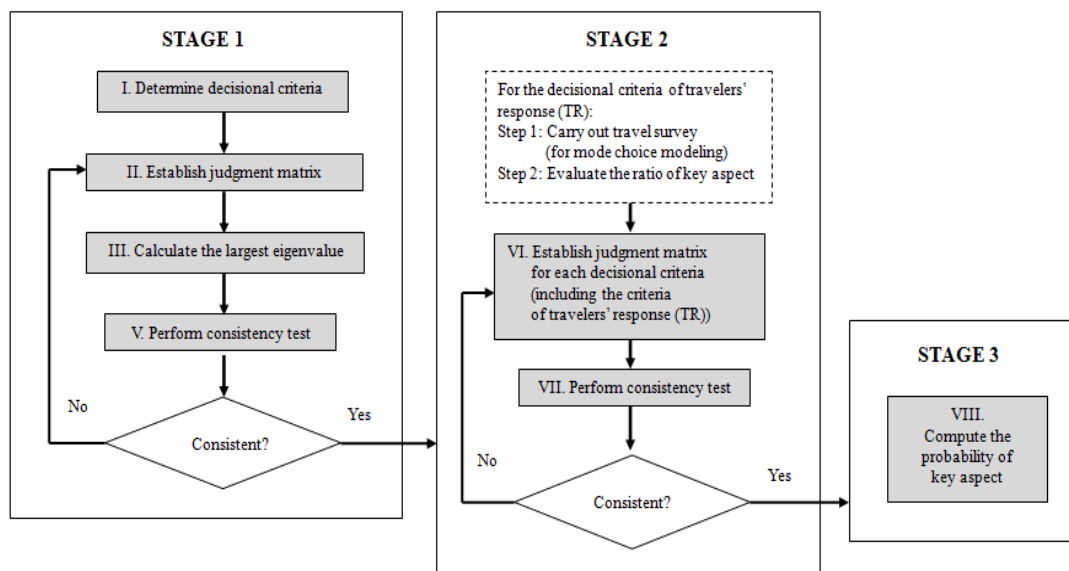 STAGE 1
I. Determine decisional criteria
II. Establish judgment matrix
III. Calculate the largest eigenvalue
V. Perform consistency test
No
Yes
Consistent?
STAGE 2
For the decisional criteria of travelers’
response (TR):
Step 1: Carry out travel survey
(for mode choice modeling)
Step 2: Evaluate the ratio of key aspect
VI. Establish judgment matrix
for each decisional criteria
(including the criteria
of travelers’ response (TR))
VII. Perform consistency test
No
Yes
Consistent?
STAGE 3
VIII.
Compute the
probability of
key aspect